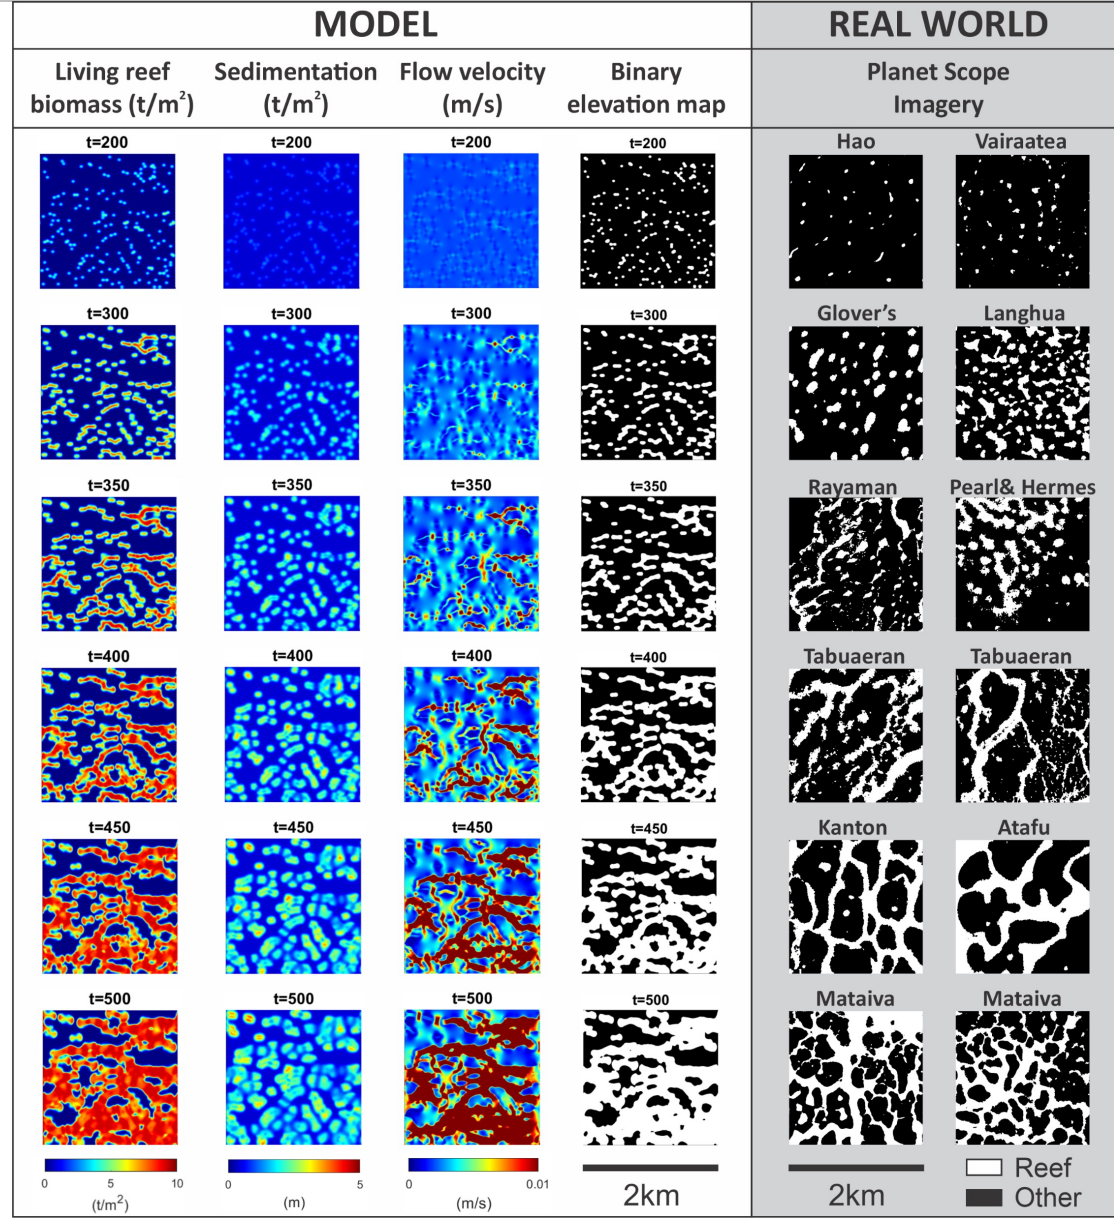 MODEL
REAL WORLD
Living reef
biomass (t/m²)
Sedimentation
(t/m²)
Flow velocity
(m/s)
Binary
elevation map
Planet Scope
Imagery
t=200
t=200
t=200
t=200
Hao
Vairaatea
t=300
t=300
t=300
t=300
Glover's
Langhua
t=350
t=350
t=350
t=350
Rayaman
Pearl& Hermes
t=400
t=400
t=400
t=400
Tabuaeran
Tabuaeran
t=450
t=450
t=450
t=450
Kanton
Atafu
t=500
t=500
t=500
t=500
Mataiva
Mataiva
0 5 10
(t/m²)
0 5
(m)
0 0.01
(m/s)
2km
2km
Reef
Other